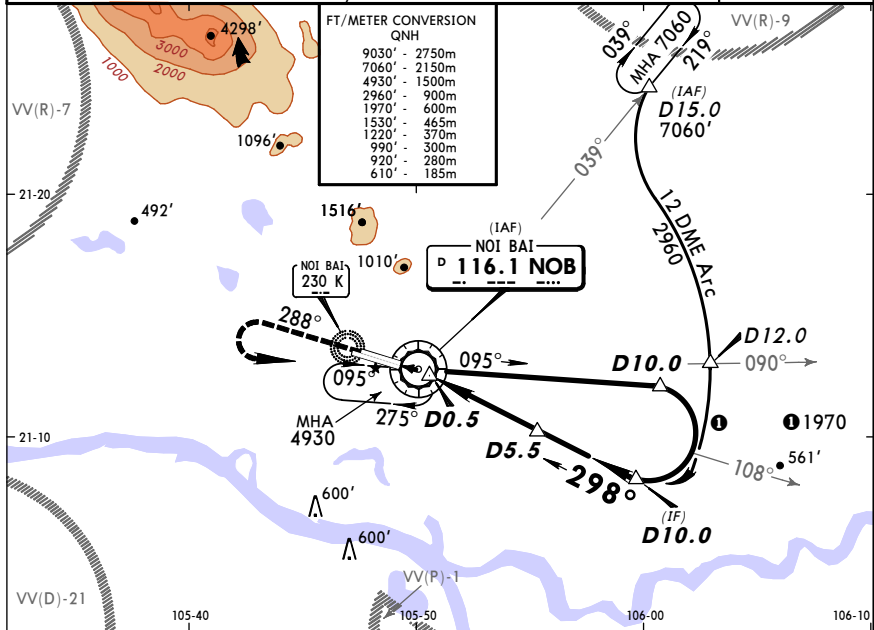 4298'
3000
2000
1000
VV(R)-7
1096'
FT/METER CONVERSION
QNH
9030' - 2750m
7060' - 2150m
4930' - 1500m
2960' - 900m
1970' - 600m
1530' - 465m
1220' - 370m
990' - 300m
920' - 280m
610' - 185m
039°
MHA 7060
219°
VV(R)-9
(IAF)
D15.0
7060'
039°
21-20
492'
1516'
1010'
12 DME Arc
2960
(IAF)
NOI BAI
D 116.1 NOB
NOI BAI
230 K
288°
095°
095°
275°
MHA
4930
D0.5
D10.0
D12.0
090°
21-10
D5.5
298°
1
1 1970
561'
108°
(IF)
D10.0
600'
600'
VV(D)-21
VV(P)-1
105-40
105-50
106-00
106-10